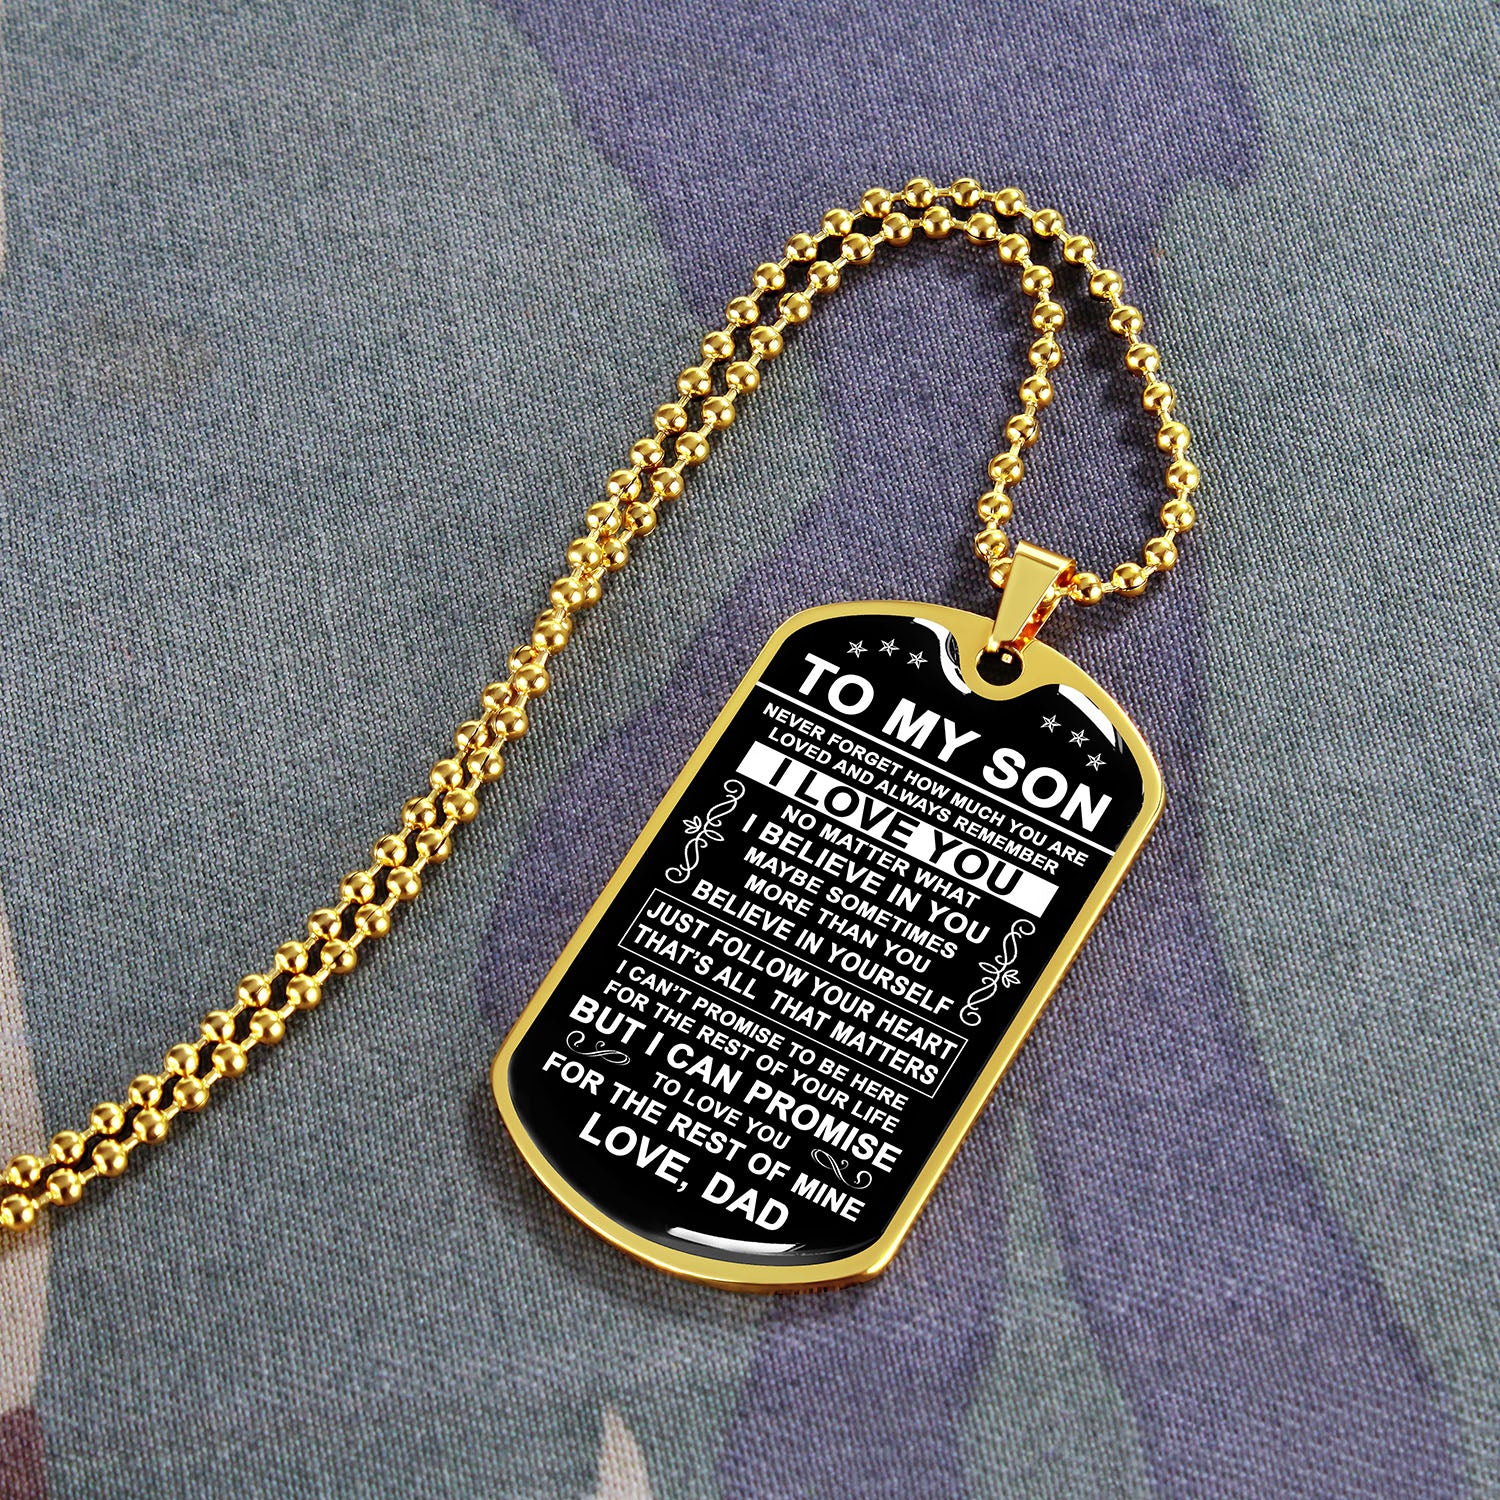 TO MY SON
NEVER FORGET HOW MUCH YOU ARE
LOVED AND ALWAYS REMEMBER
I LOVE YOU
NO MATTER WHAT
I BELIEVE IN YOU
MAYBE SOMETIMES
MORE THAN YOU
BELIEVE IN YOURSELF
JUST FOLLOW YOUR HEART
THAT'S ALL THAT MATTERS
I CAN'T PROMISE TO BE HERE
FOR THE REST OF YOUR LIFE
BUT I CAN PROMISE
TO LOVE YOU
FOR THE REST OF MINE
LOVE, DAD